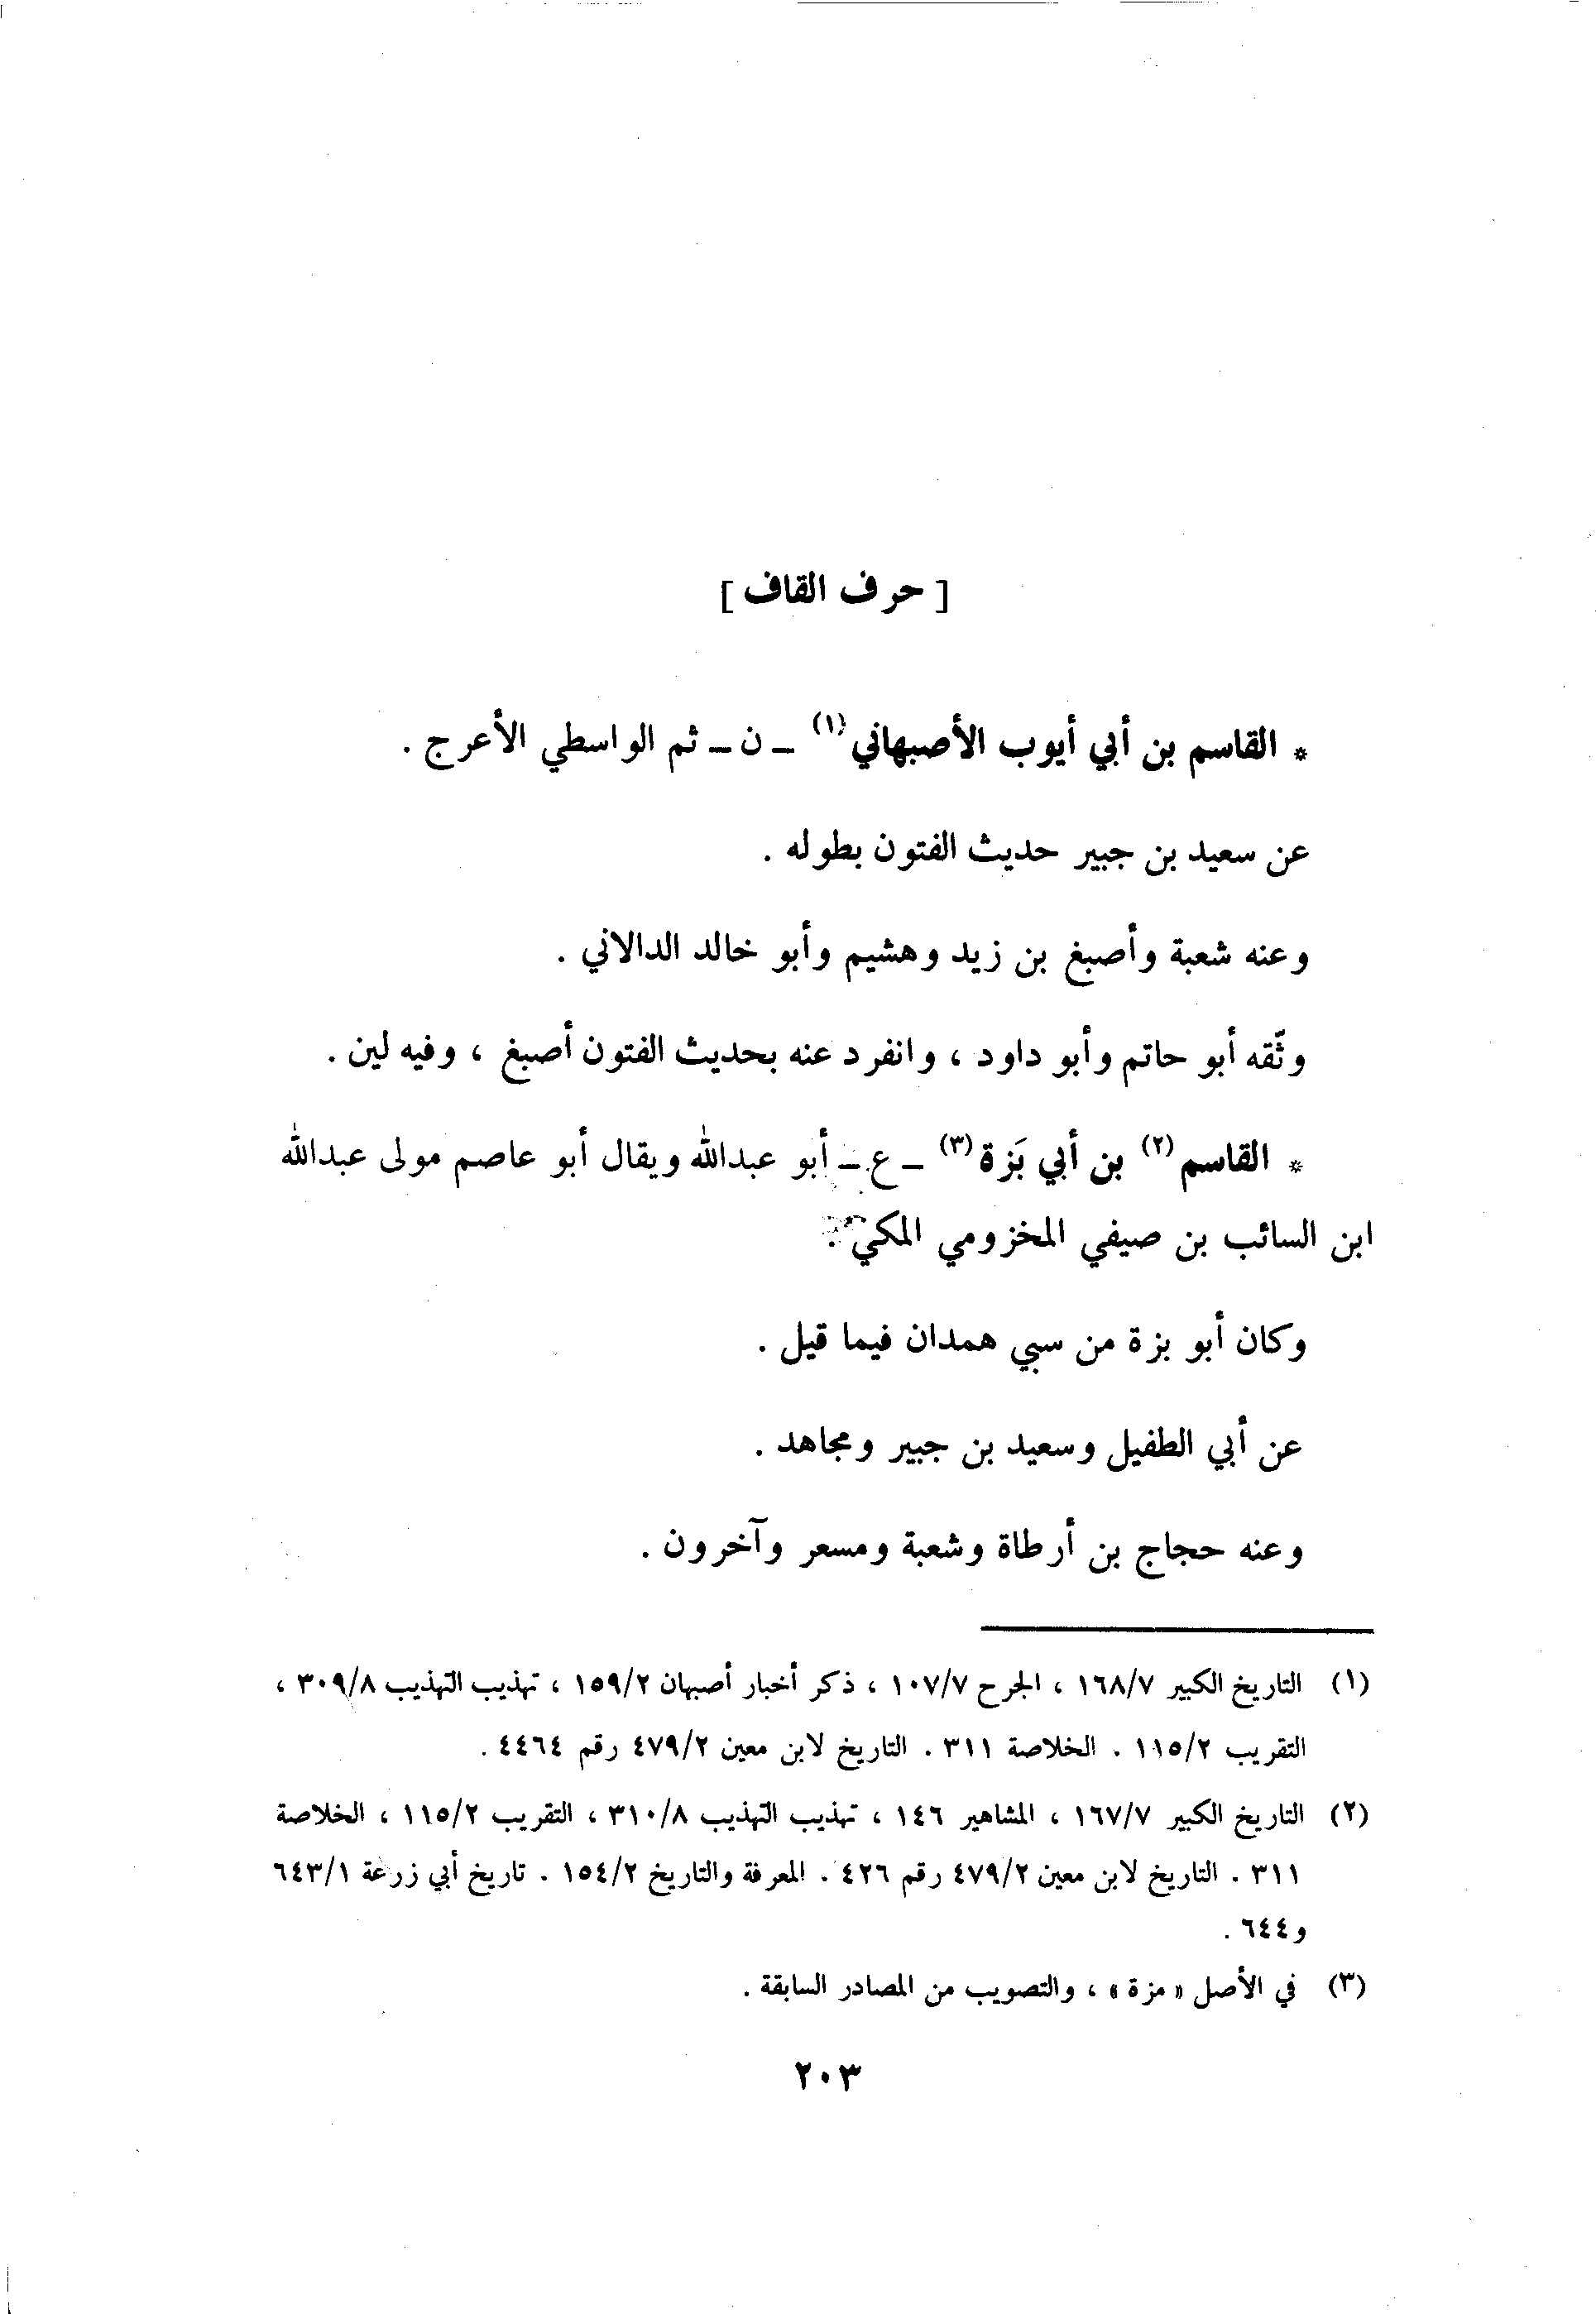 [ حرف القاف ]
* القاسم بن أبي أيوب الأصبهاني (١) ــ ن ــ ثم الواسطي الأعرج .
عن سعيد بن جبير حديث الفتون بطوله .
وعنه شعبة وأصبغ بن زيد وهشيم وأبو خالد الدالاني .
وثّقه أبو حاتم وأبو داود ، وانفرد عنه بحديث الفتون أصبغ ، وفيه لين .
* القاسم (٢) بن أبي بَزة (٣) ــ ع ــ أبو عبدالله ويقال أبو عاصم مولى عبدالله
ابن السائب بن صيفي المخزومي المكي .
وكان أبو بزة من سبي همدان فيما قيل .
عن أبي الطفيل وسعيد بن جبير ومجاهد .
وعنه حجاج بن أرطاة وشعبة ومسعر وآخرون .
(١) التاريخ الكبير ١٦٨/٧ ، الجرح ١٠٧/٧ ، ذكر أخبار أصبهان ١٥٩/٢ ، تهذيب التهذيب ٣٠٩/٨ ،
التقريب ١١٥/٢ . الخلاصة ٣١١ . التاريخ لابن معين ٤٧٩/٢ رقم ٤٤٦٤ .
(٢) التاريخ الكبير ١٦٧/٧ ، المشاهير ١٤٦ ، تهذيب التهذيب ٣١٠/٨ ، التقريب ١١٥/٢ ، الخلاصة
٣١١ . التاريخ لابن معين ٤٧٩/٢ رقم ٤٢٦ . المعرفة والتاريخ ١٥٤/٢ . تاريخ أبي زرعة ٦٤٣/١
و٦٤٤ .
(٣) في الأصل « مزة » ، والتصويب من المصادر السابقة .
٢٠٣